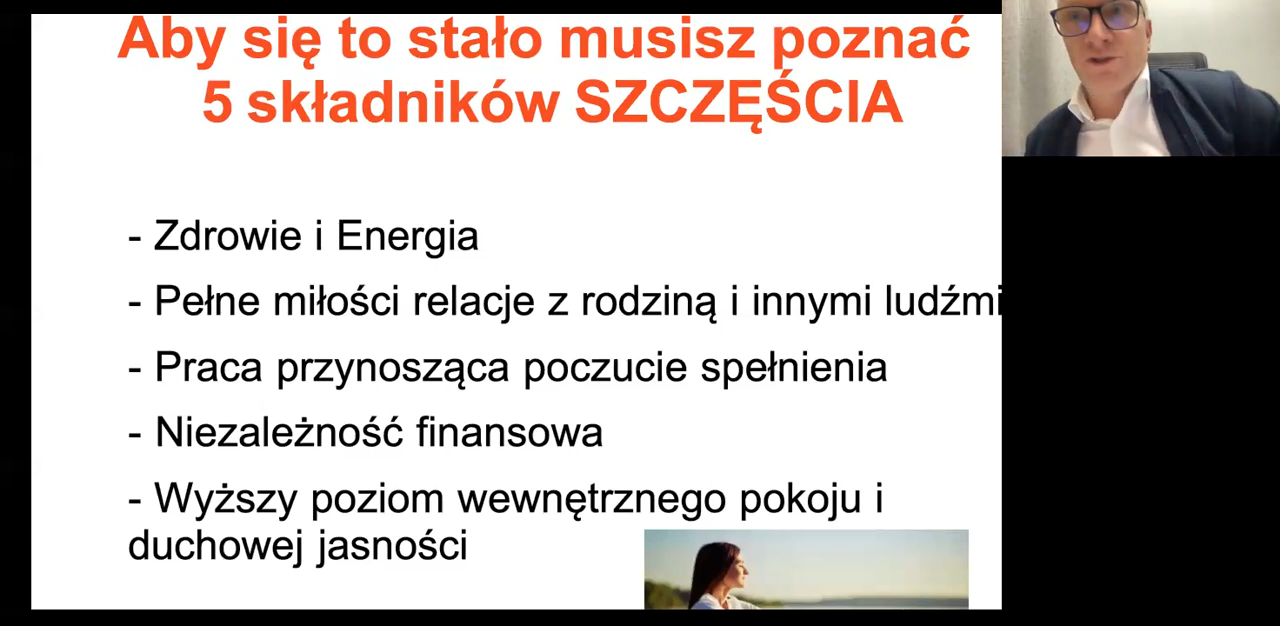 Aby się to stało musisz poznać
5 składników SZCZĘŚCIA
- Zdrowie i Energia
- Pełne miłości relacje z rodziną i innymi ludźmi
- Praca przynosząca poczucie spełnienia
- Niezależność finansowa
- Wyższy poziom wewnętrznego pokoju i
duchowej jasności